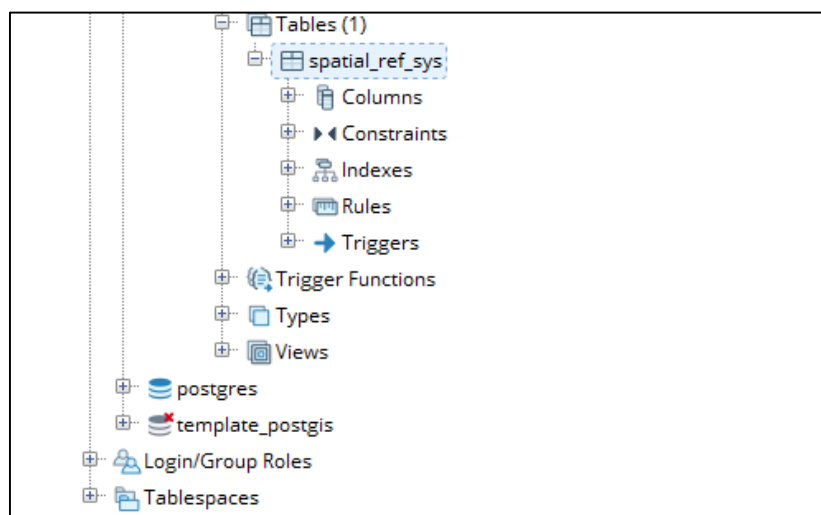 Tables (1)
spatial_ref_sys
Columns
Constraints
Indexes
Rules
Triggers
Trigger Functions
Types
Views
postgres
template_postgis
Login/Group Roles
Tablespaces